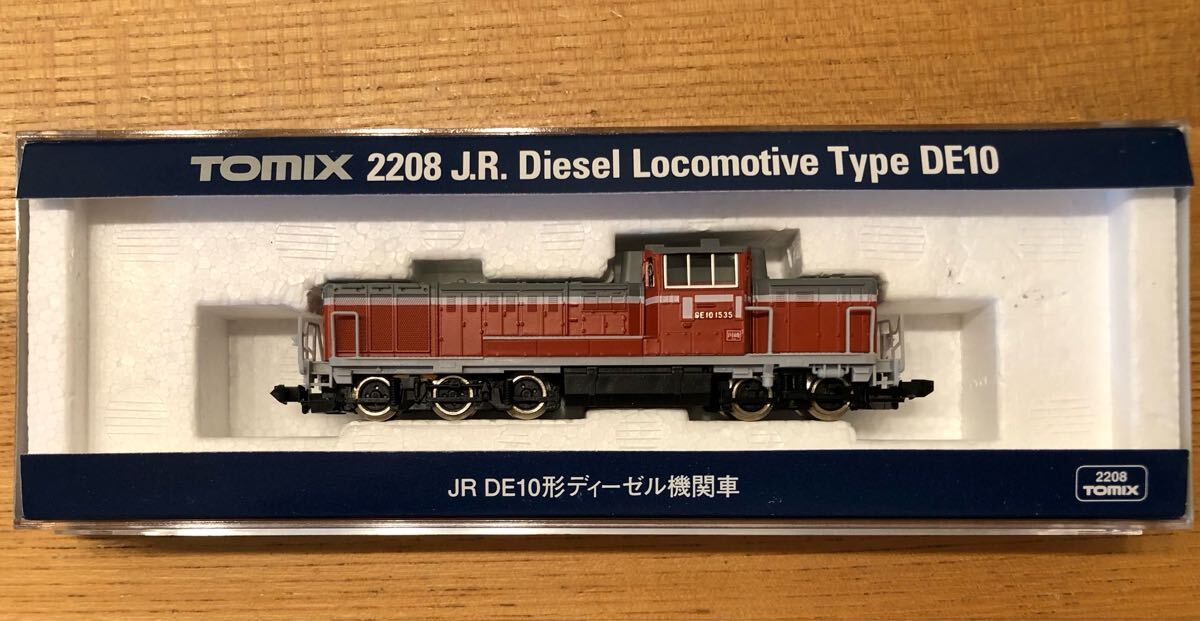 TOMIX 2208 J.R. Diesel Locomotive Type DE10
DE10 1535
JR DE10形ディーゼル機関車
2208
TOMIX